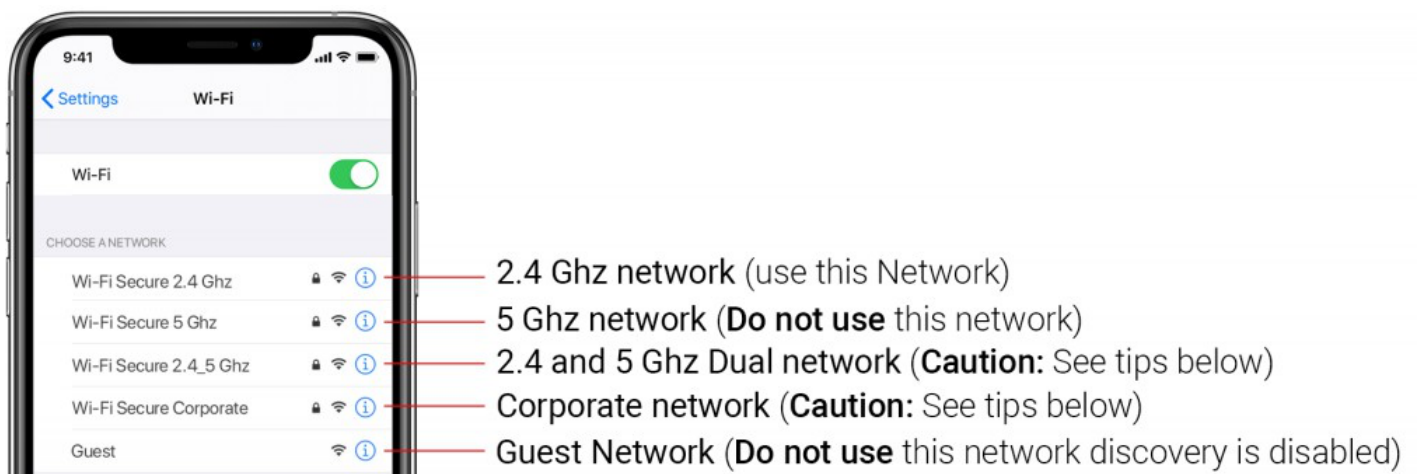 9:41
Settings Wi-Fi
Wi-Fi
CHOOSE A NETWORK
Wi-Fi Secure 2.4 Ghz 2.4 Ghz network (use this Network)
Wi-Fi Secure 5 Ghz 5 Ghz network (Do not use this network)
Wi-Fi Secure 2.4_5 Ghz 2.4 and 5 Ghz Dual network (Caution: See tips below)
Wi-Fi Secure Corporate Corporate network (Caution: See tips below)
Guest Guest Network (Do not use this network discovery is disabled)